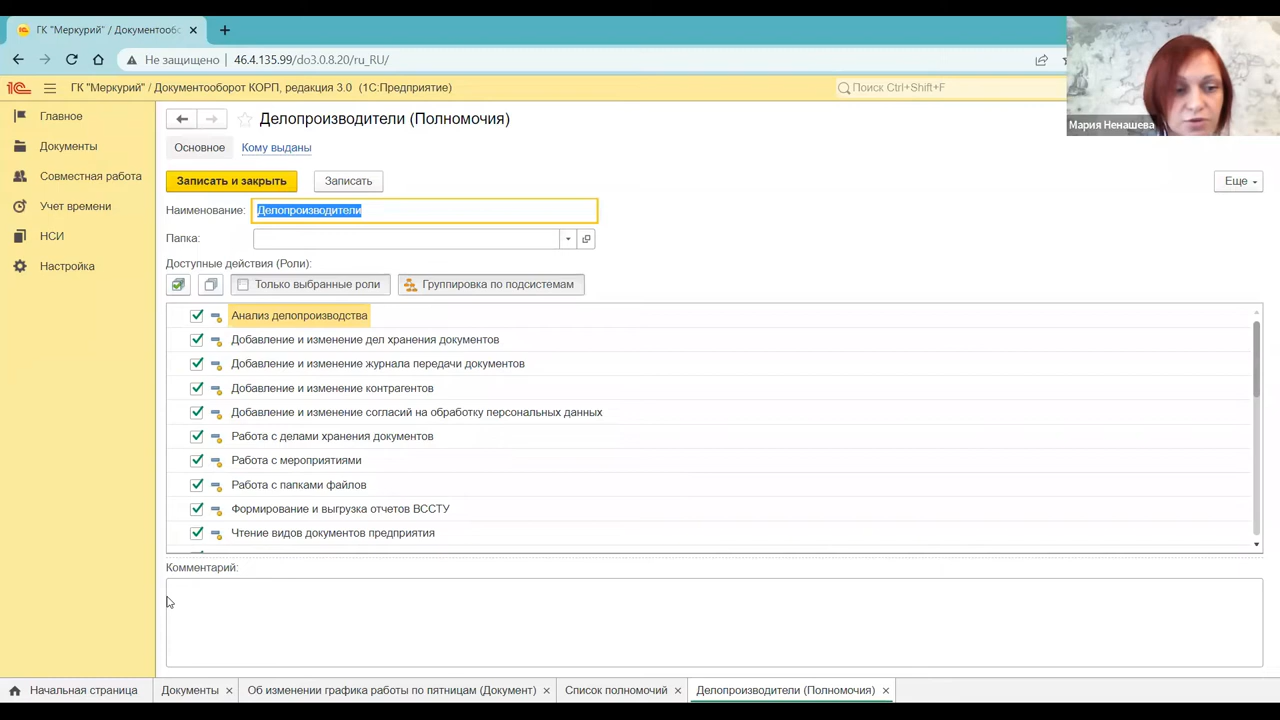 ГК "Меркурий" / Документооб
Не защищено 46.4.135.99/do3.0.8.20/ru_RU/
1С ГК "Меркурий" / Документооборот КОРП, редакция 3.0 (1С:Предприятие)
Поиск Ctrl+Shift+F
Мария Ненашева
Главное
Документы
Совместная работа
Учет времени
НСИ
Настройка
Делопроизводители (Полномочия)
Основное Кому выданы
Записать и закрыть Записать Еще
Наименование: Делопроизводители
Папка:
Доступные действия (Роли):
Только выбранные роли Группировка по подсистемам
Анализ делопроизводства
Добавление и изменение дел хранения документов
Добавление и изменение журнала передачи документов
Добавление и изменение контрагентов
Добавление и изменение согласий на обработку персональных данных
Работа с делами хранения документов
Работа с мероприятиями
Работа с папками файлов
Формирование и выгрузка отчетов ВССТУ
Чтение видов документов предприятия
Комментарий:
Начальная страница Документы Об изменении графика работы по пятницам (Документ) Список полномочий Делопроизводители (Полномочия)